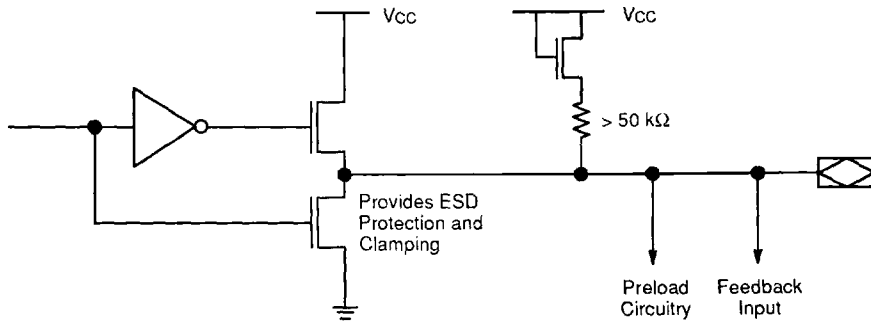 Vcc
Vcc
> 50 kΩ
Provides ESD
Protection and
Clamping
Preload
Circuitry
Feedback
Input